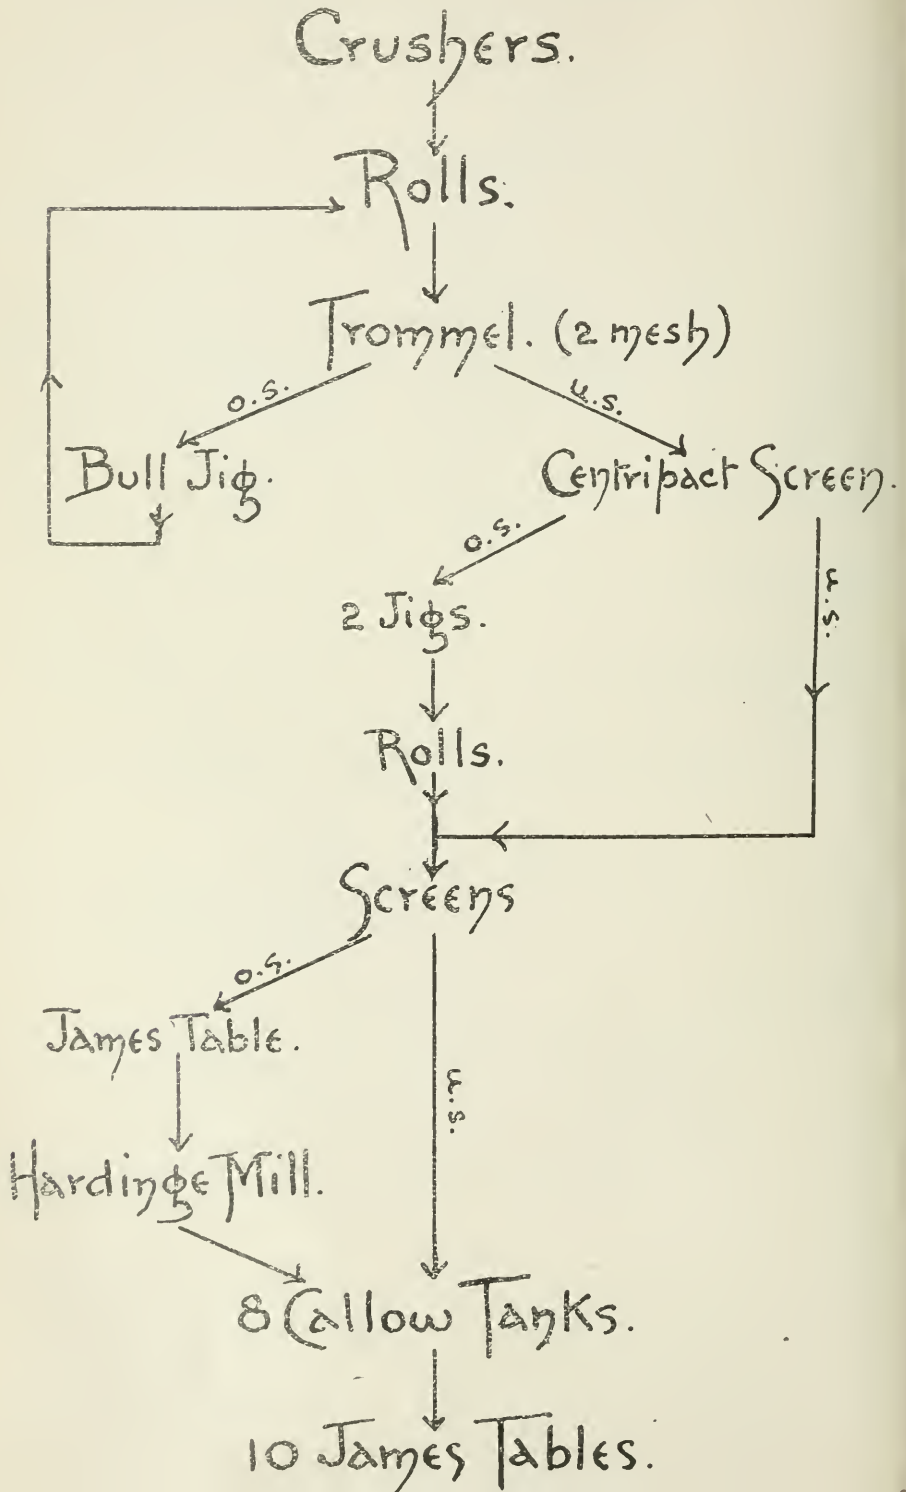 Crushers.
Rolls.
Trommel. (2 mesh)
o.s.
u.s.
Bull Jig.
Centripact Screen.
o.s.
u.s.
2 Jigs.
Rolls.
Screens
o.s.
u.s.
James Table.
Hardinge Mill.
8 Callow Tanks.
10 James Tables.